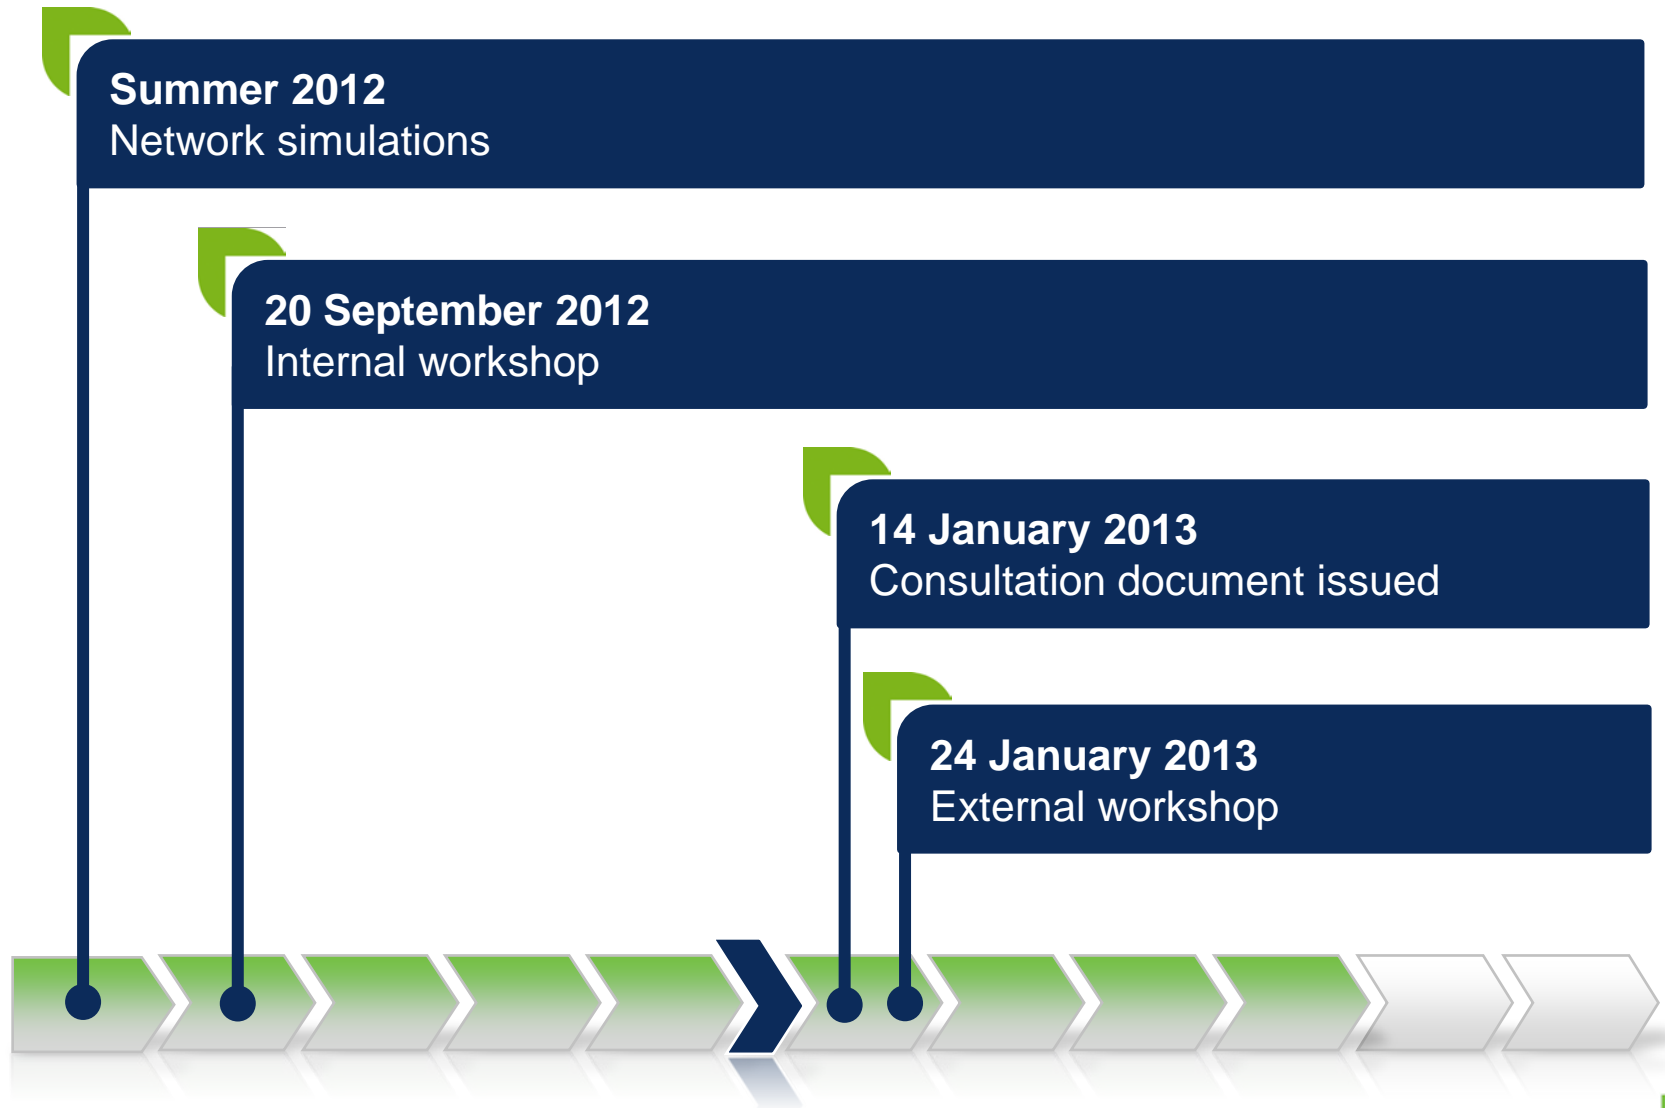 Summer 2012
Network simulations
20 September 2012
Internal workshop
14 January 2013
Consultation document issued
24 January 2013
External workshop